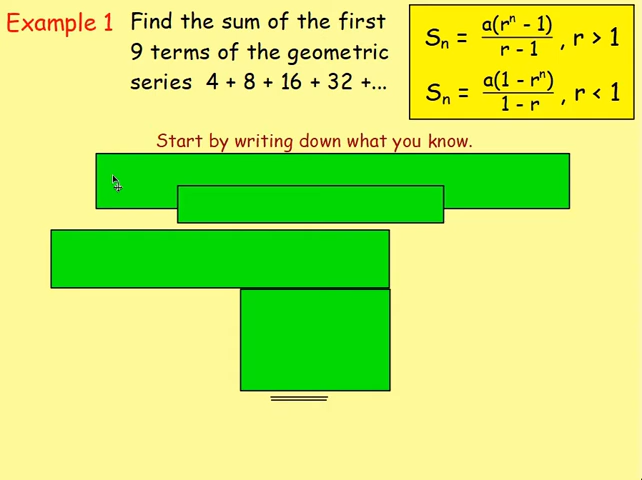 Example 1 Find the sum of the first
9 terms of the geometric
series 4 + 8 + 16 + 32 +...
Sₙ = a(rⁿ - 1) / r - 1 , r > 1
Sₙ = a(1 - rⁿ) / 1 - r , r < 1
Start by writing down what you know.